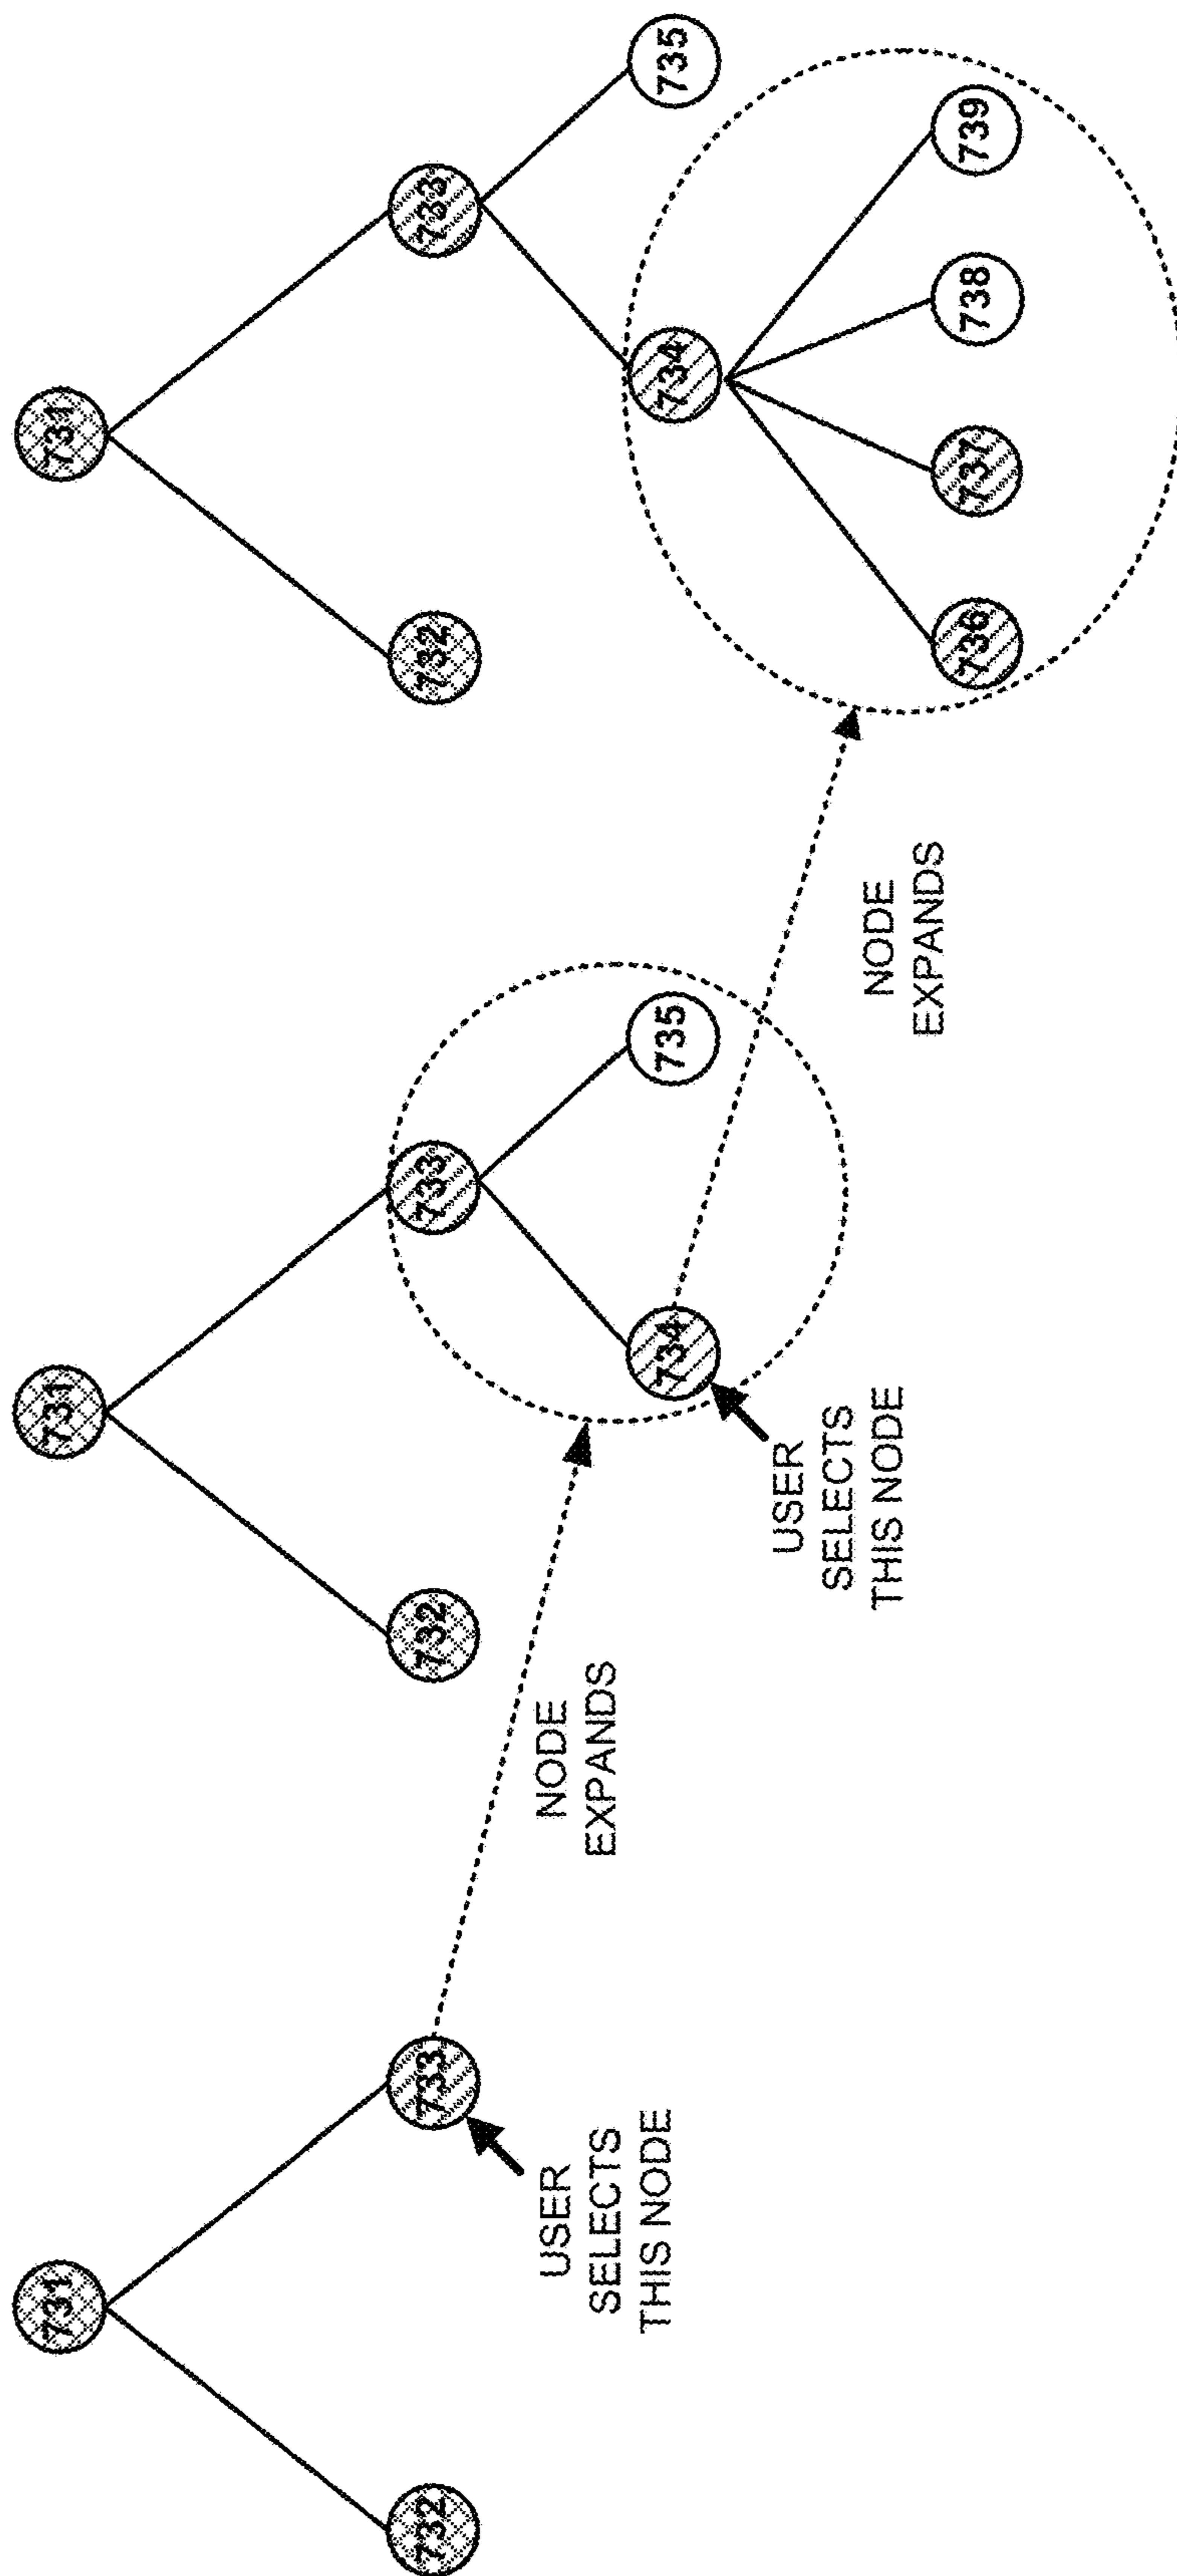 731
732
733
USER
SELECTS
THIS NODE
NODE
EXPANDS
731
732
733
734
735
USER
SELECTS
THIS NODE
NODE
EXPANDS
731
732
733
734
735
736
737
738
739